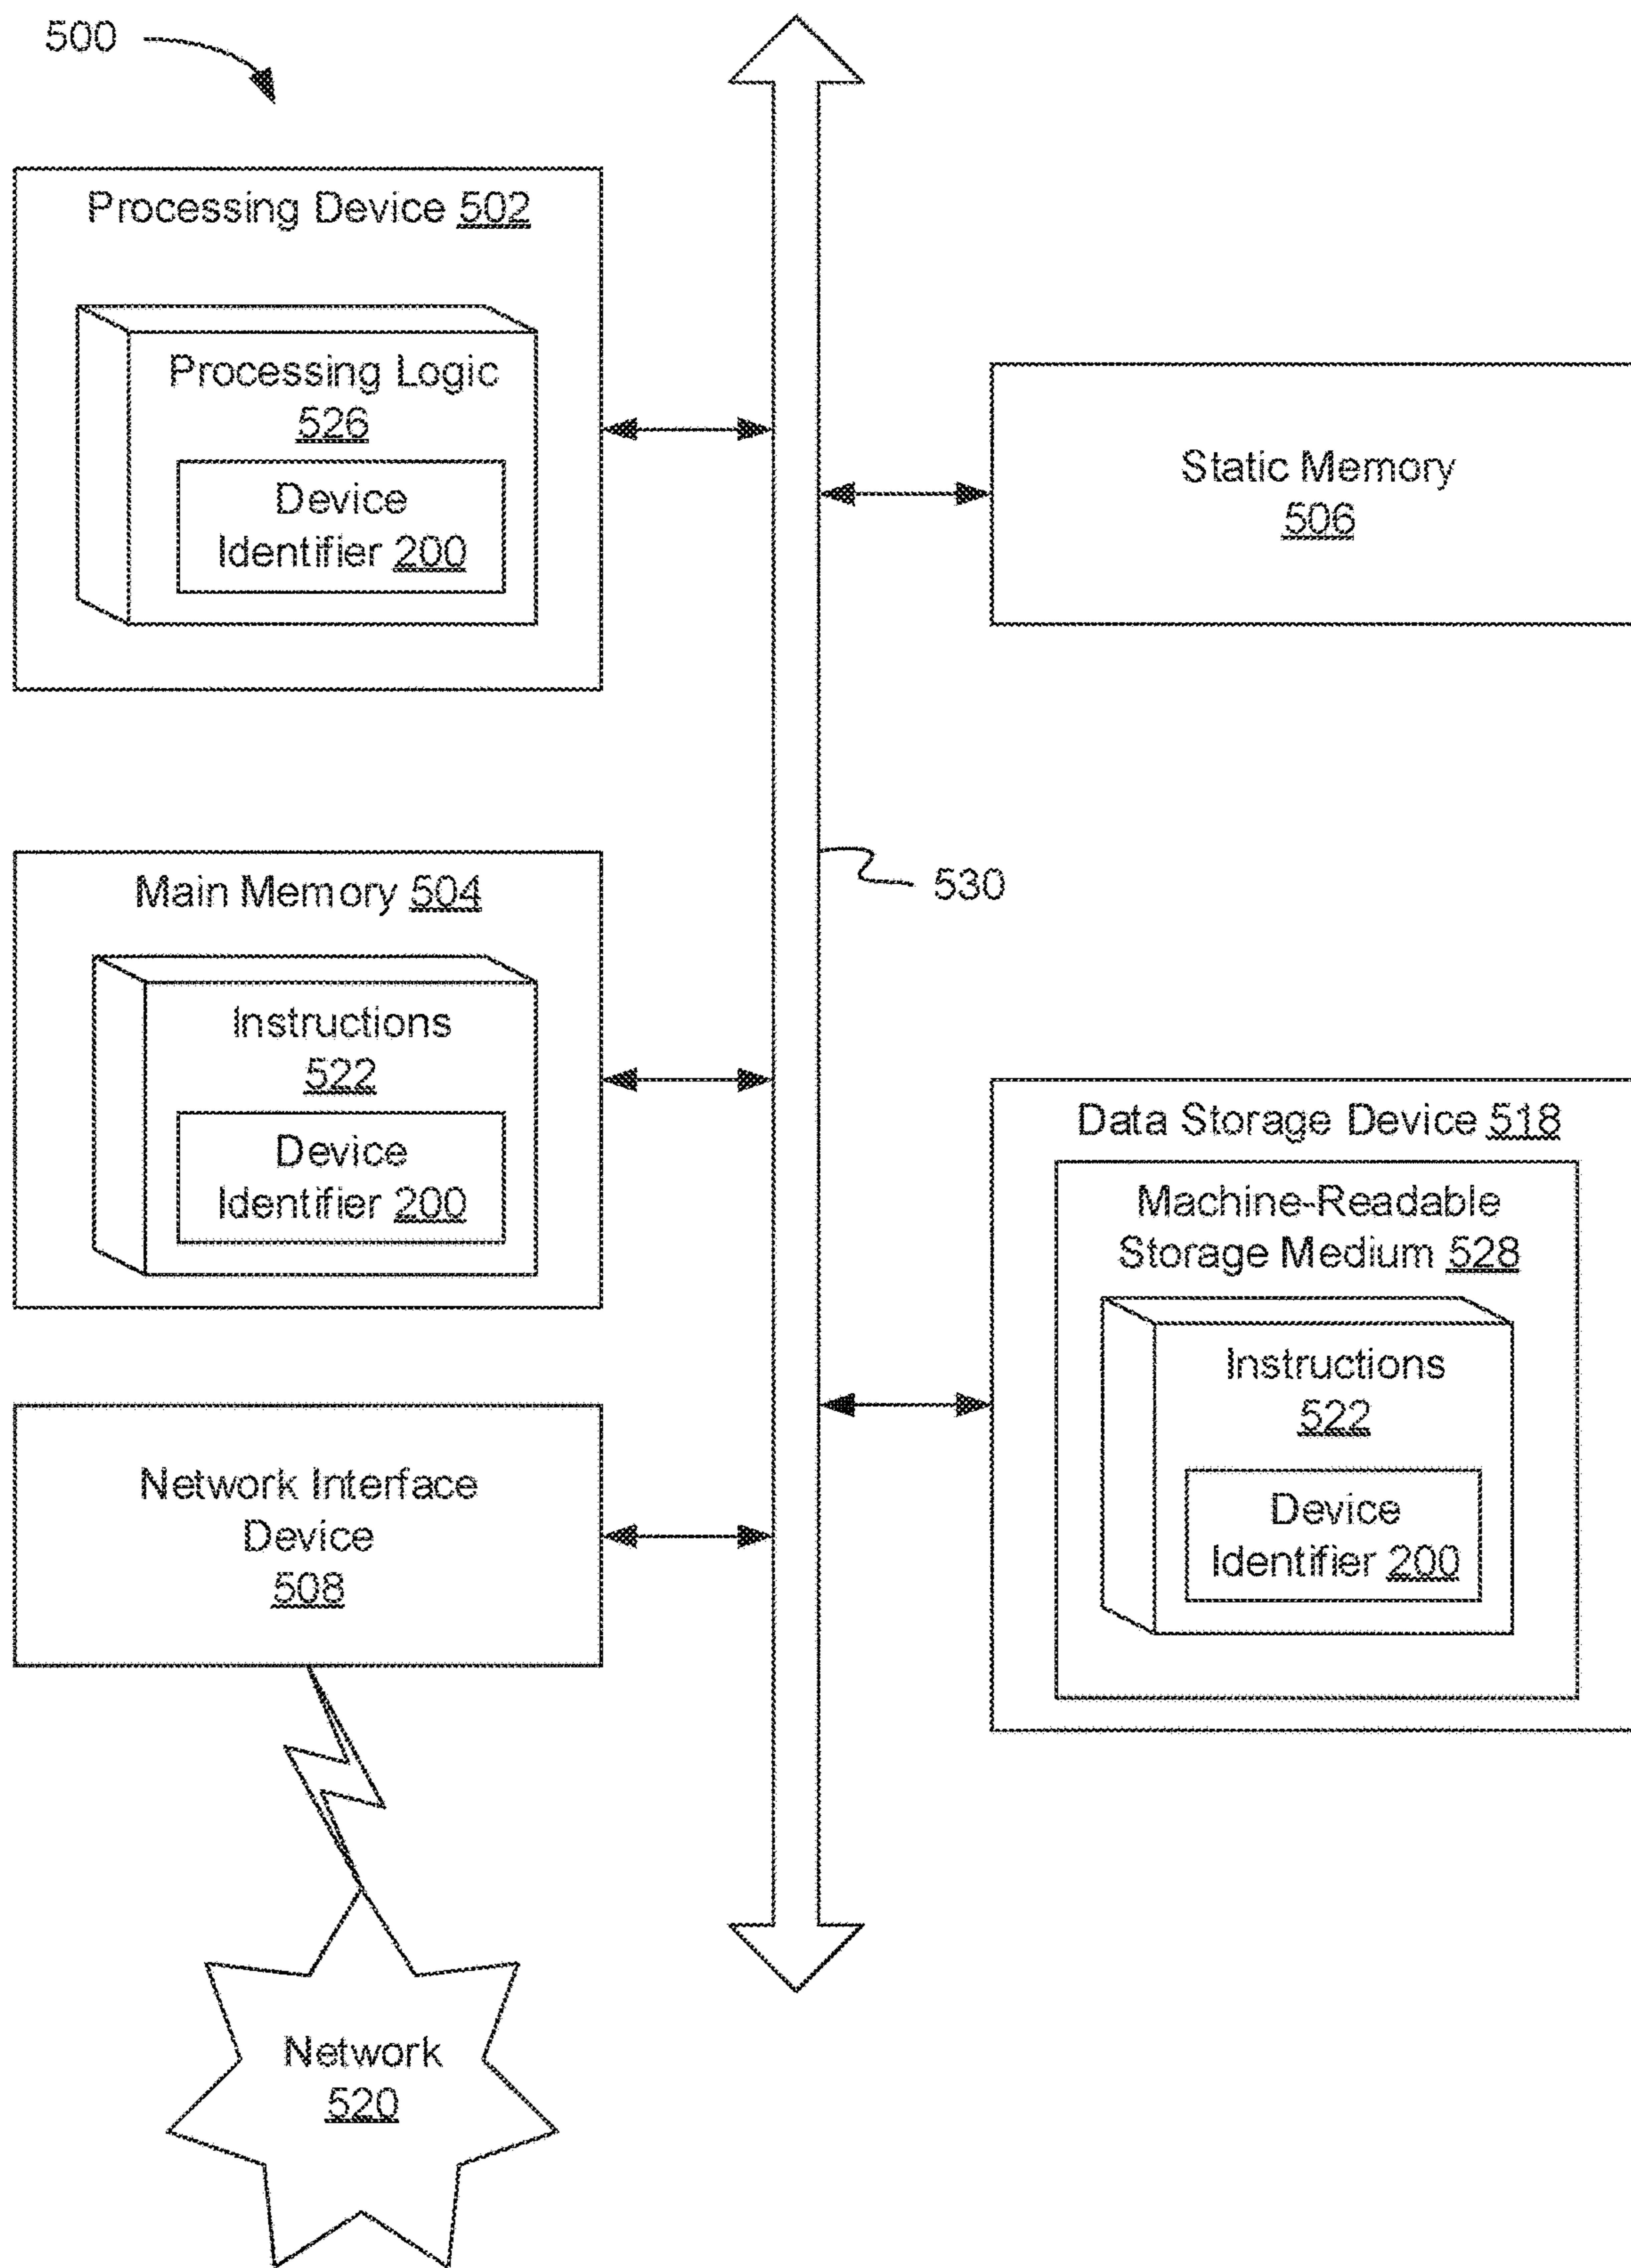 500
Processing Device 502
Processing Logic
526
Device
Identifier 200
Static Memory
506
Main Memory 504
530
Instructions
522
Device
Identifier 200
Data Storage Device 518
Machine-Readable
Storage Medium 528
Instructions
522
Device
Identifier 200
Network Interface
Device
508
Network
520